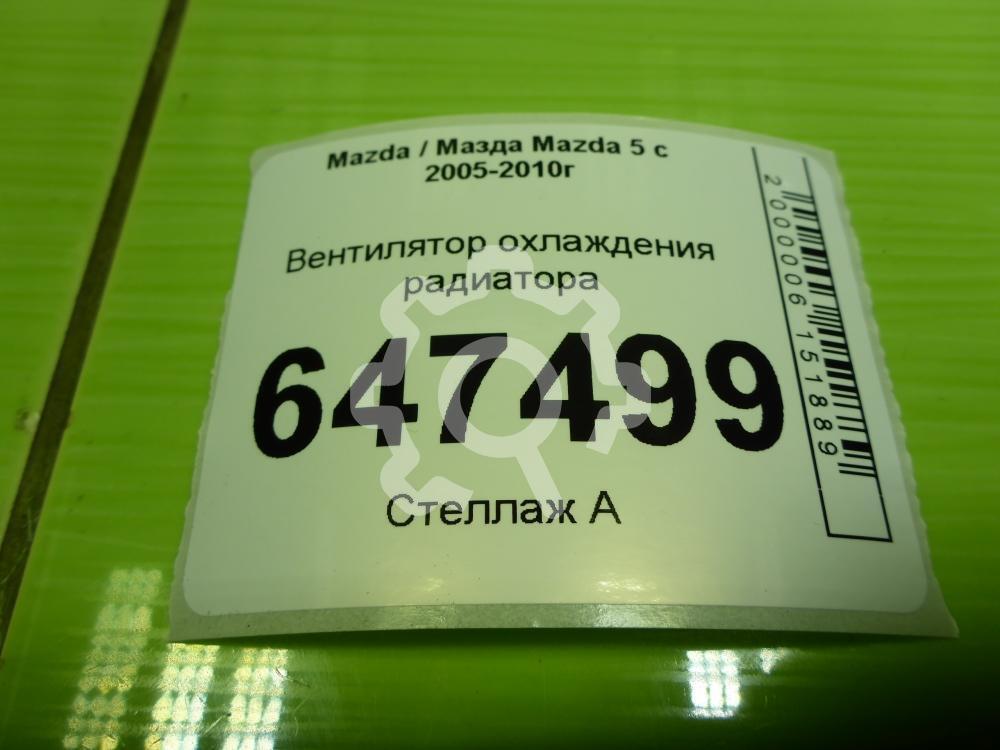 Mazda / Мазда Mazda 5 с
2005-2010г
Вентилятор охлаждения
радиатора
647499
Стеллаж А
2000006151889